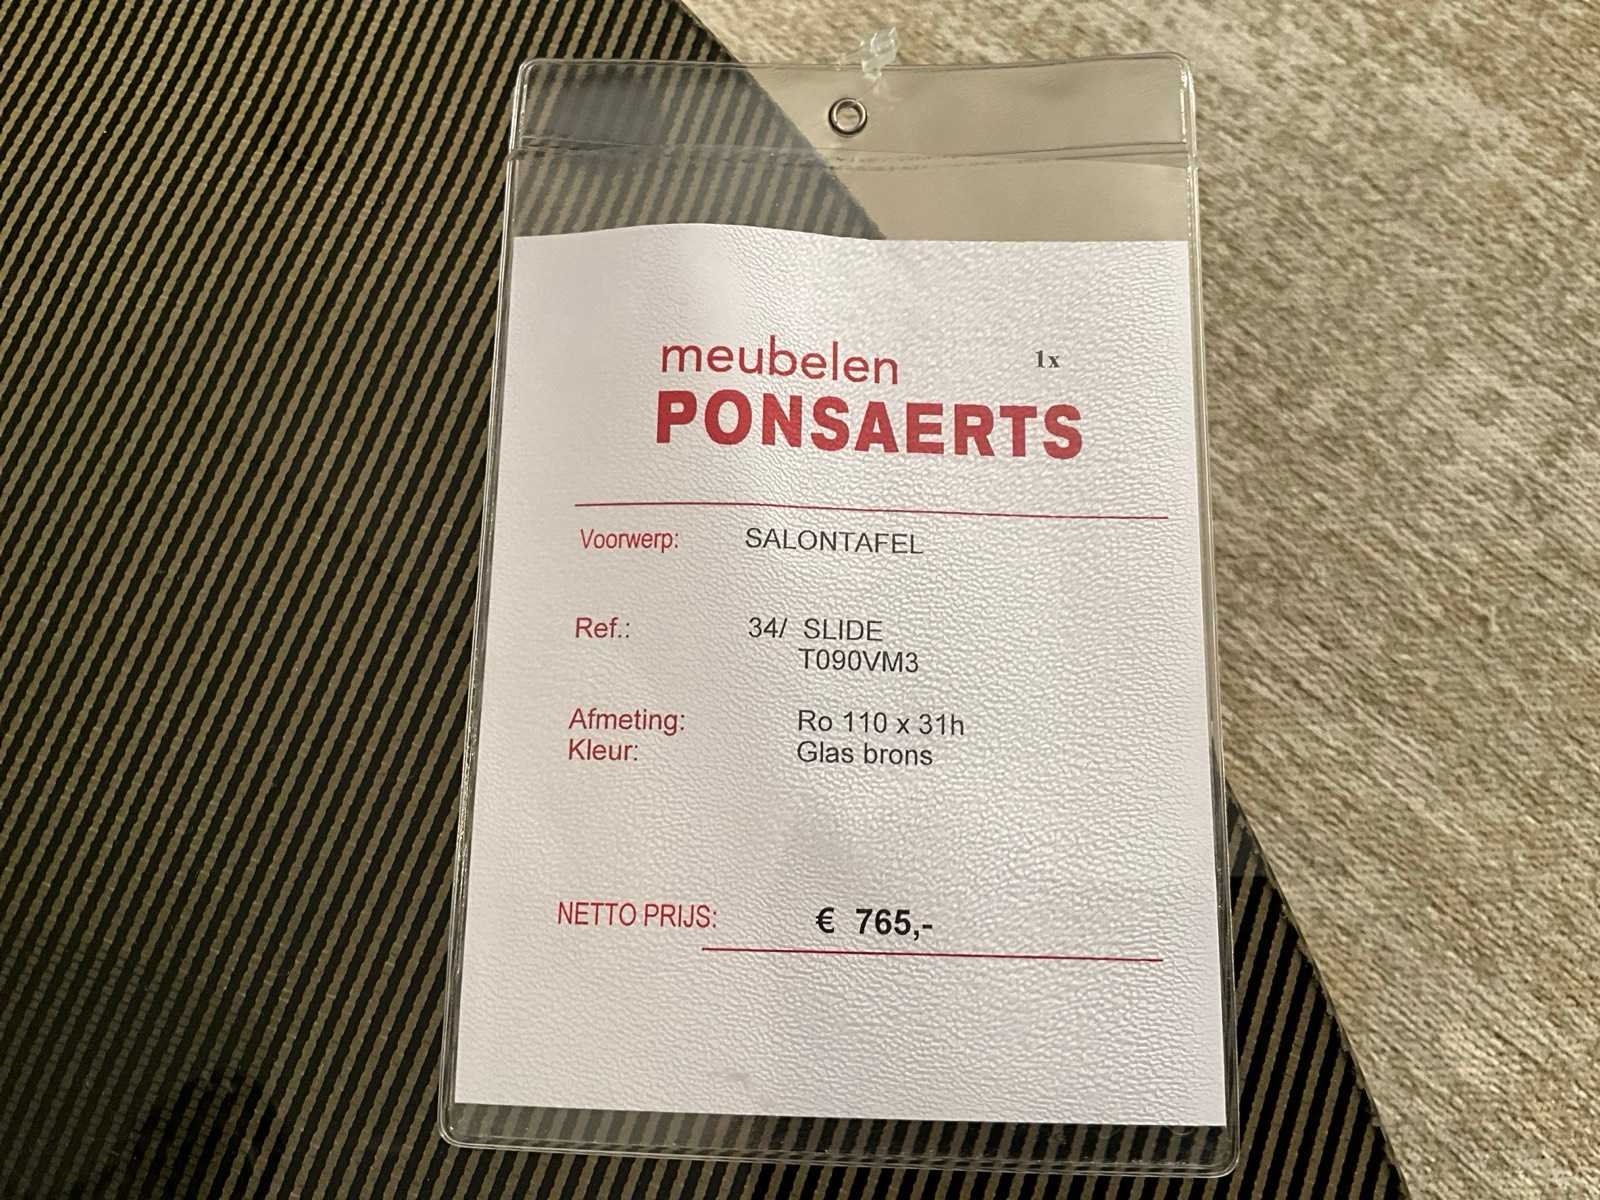 meubelen 1x
PONSAERTS
Voorwerp: SALONTAFEL
Ref.: 34/ SLIDE
T090VM3
Afmeting: Ro 110 x 31h
Kleur: Glas brons
NETTO PRIJS: € 765,-